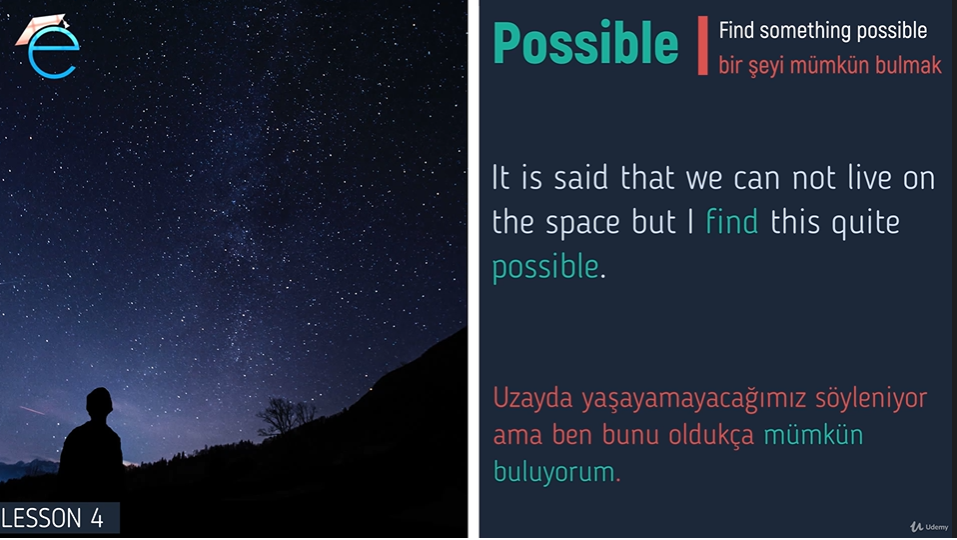 e
Possible
Find something possible
bir şeyi mümkün bulmak
It is said that we can not live on
the space but I find this quite
possible.
Uzayda yaşayamayacağımız söyleniyor
ama ben bunu oldukça mümkün
buluyorum.
LESSON 4
Udemy